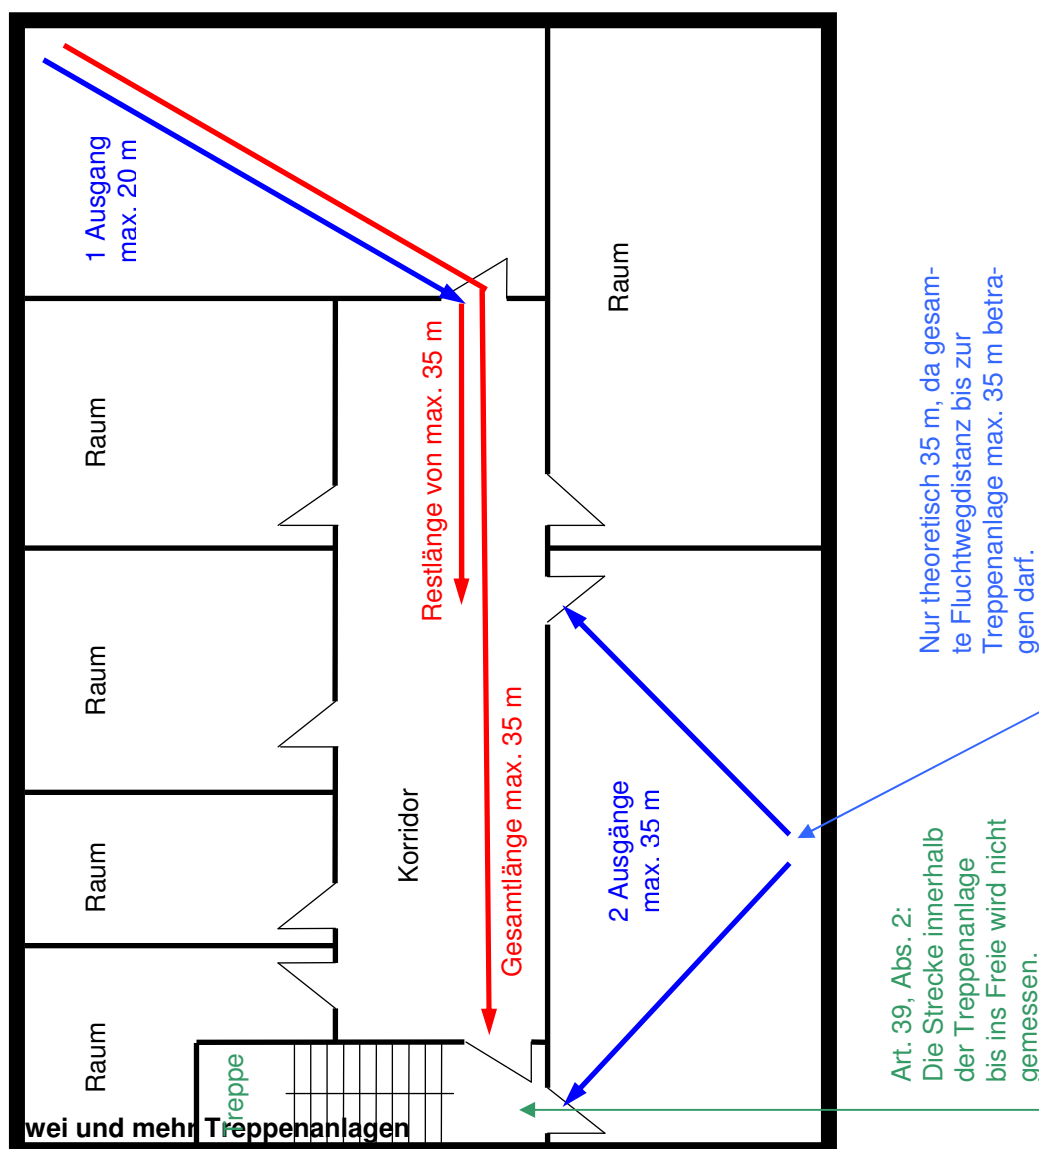 1 Ausgang
max. 20 m
Raum
Raum
Restlänge von max. 35 m
Raum
Raum
Korridor
Gesamtlänge max. 35 m
2 Ausgänge
max. 35 m
Raum
Treppe
wei und mehr Treppenanlagen
Nur theoretisch 35 m, da gesam-
te Fluchtwegdistanz bis zur
Treppenanlage max. 35 m betra-
gen darf.
Art. 39, Abs. 2:
Die Strecke innerhalb
der Treppenanlage
bis ins Freie wird nicht
gemessen.